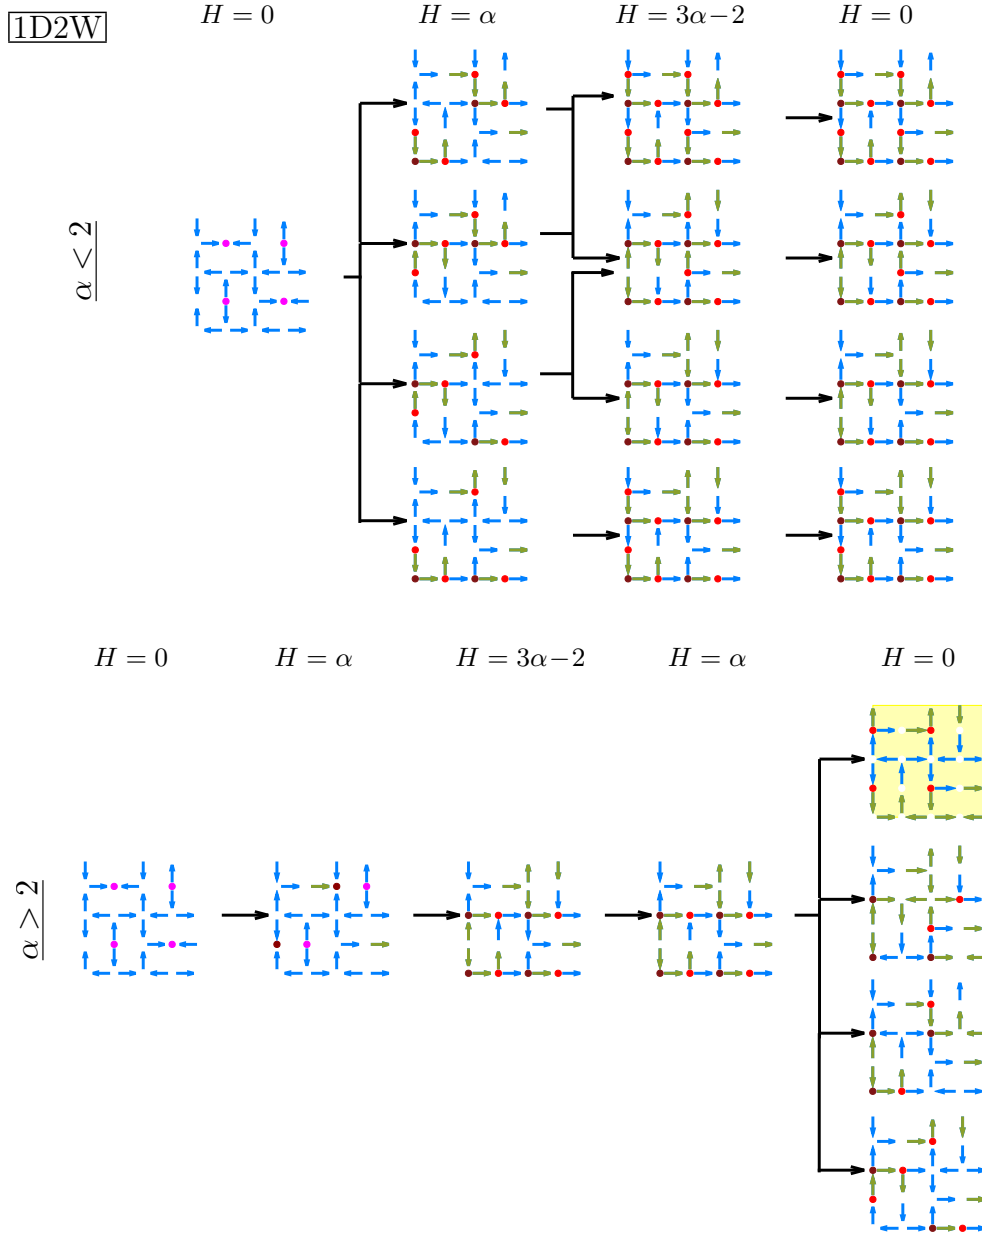 1D2W
H = 0
H = α
H = 3α−2
H = 0
α < 2
H = 0
H = α
H = 3α−2
H = α
H = 0
α > 2